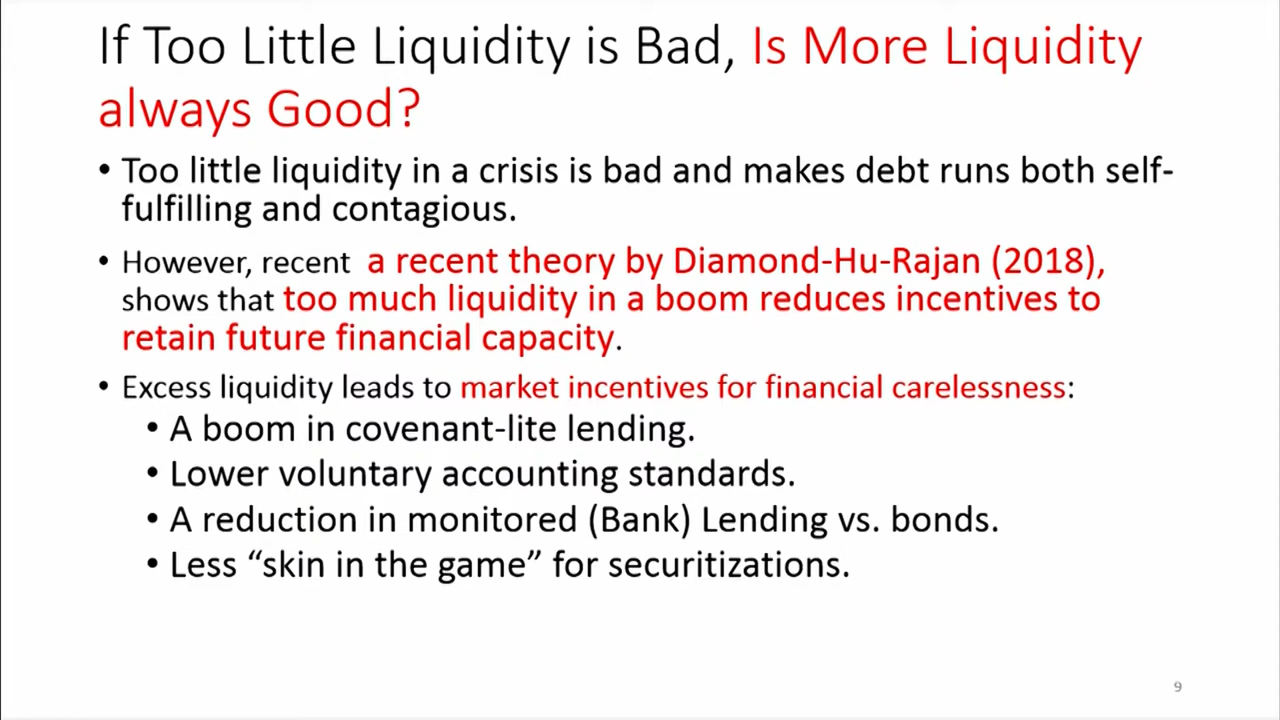 If Too Little Liquidity is Bad, Is More Liquidity
always Good?
• Too little liquidity in a crisis is bad and makes debt runs both self-
fulfilling and contagious.
• However, recent a recent theory by Diamond-Hu-Rajan (2018),
shows that too much liquidity in a boom reduces incentives to
retain future financial capacity.
• Excess liquidity leads to market incentives for financial carelessness:
• A boom in covenant-lite lending.
• Lower voluntary accounting standards.
• A reduction in monitored (Bank) Lending vs. bonds.
• Less “skin in the game” for securitizations.
9